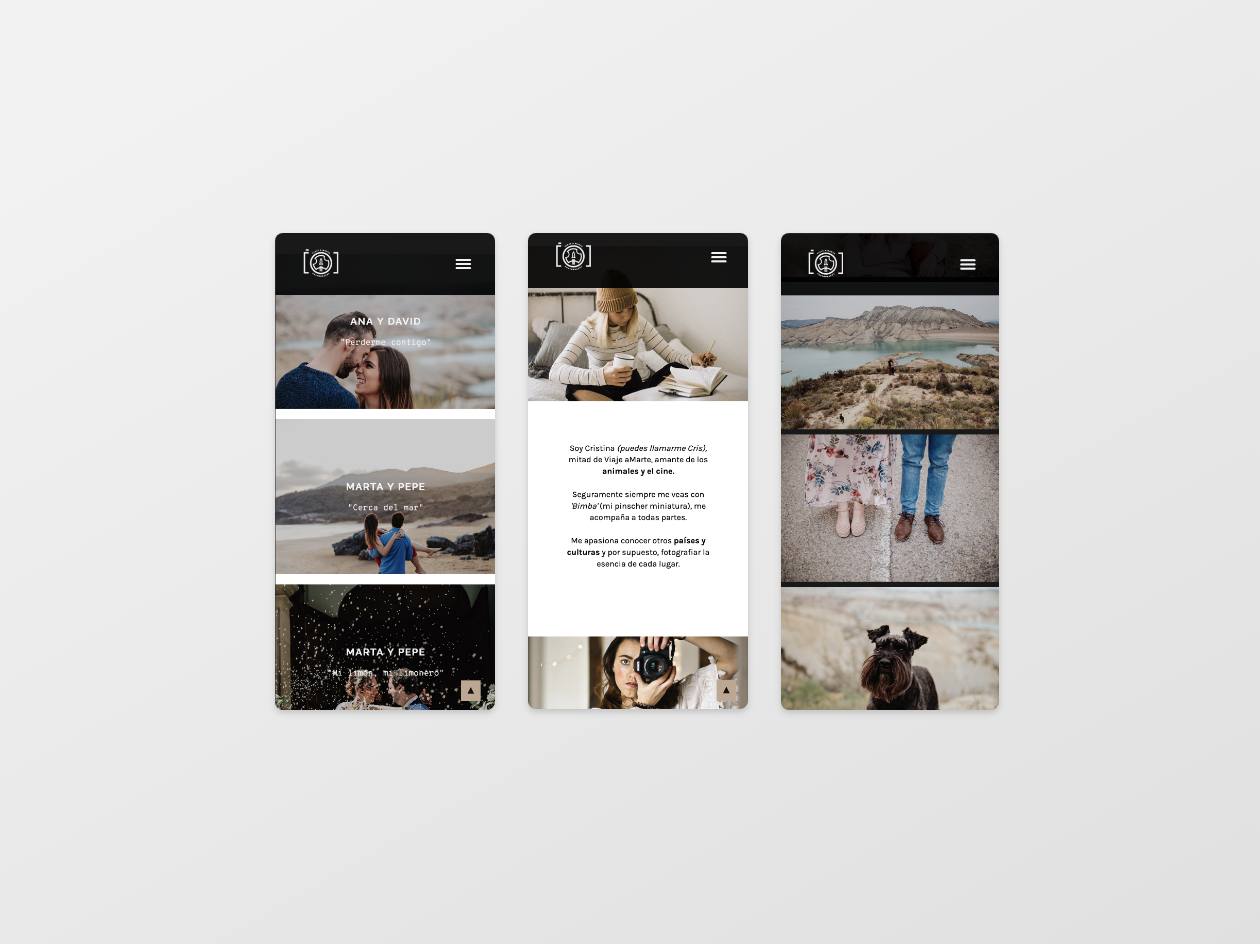 ANA Y DAVID
"Perderme contigo"
MARTA Y PEPE
"Cerca del mar"
MARTA Y PEPE
"Mi limón, mi limonero"
Soy Cristina (puedes llamarme Cris),
mitad de Viaje aMarte, amante de los
animales y el cine.
Seguramente siempre me veas con
'Bimba' (mi pinscher miniatura), me
acompaña a todas partes.
Me apasiona conocer otros países y
culturas y por supuesto, fotografiar la
esencia de cada lugar.